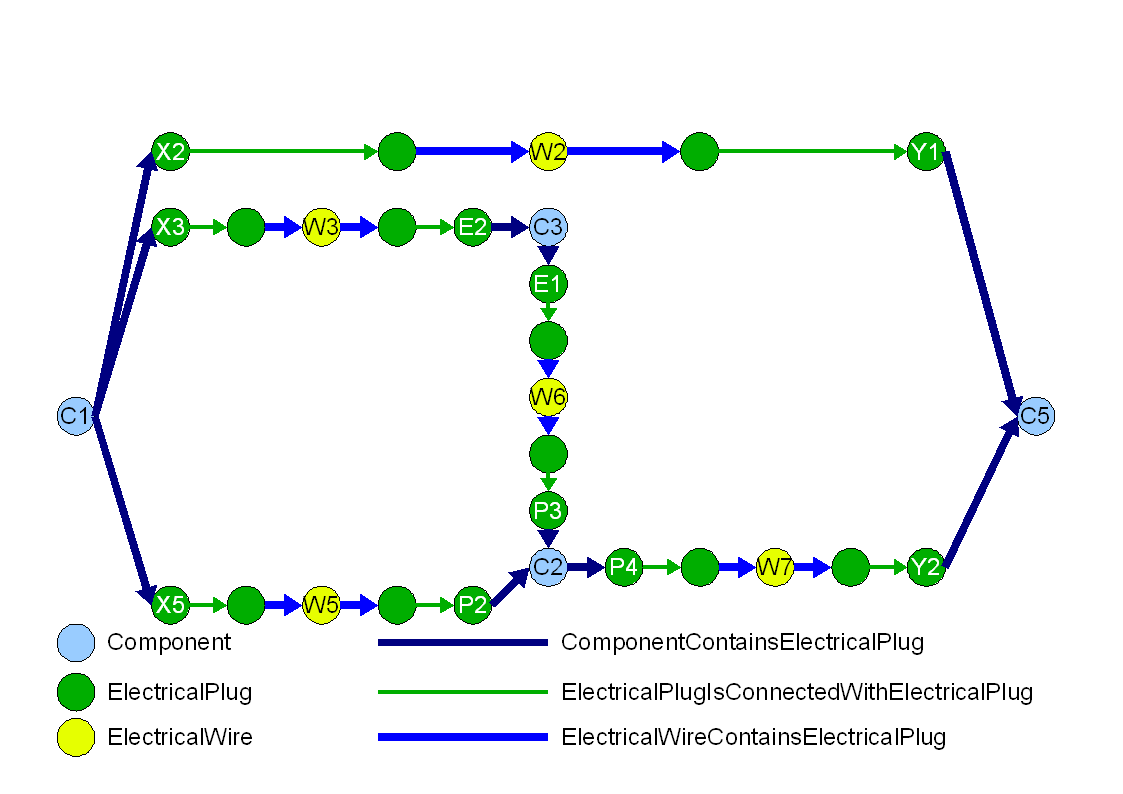 X2 W2 Y1
X3 W3 E2 C3
E1
W6
C1 C5
P3
C2 P4 W7 Y2
X5 W5 P2
Component ComponentContainsElectricalPlug
ElectricalPlug ElectricalPlugIsConnectedWithElectricalPlug
ElectricalWire ElectricalWireContainsElectricalPlug